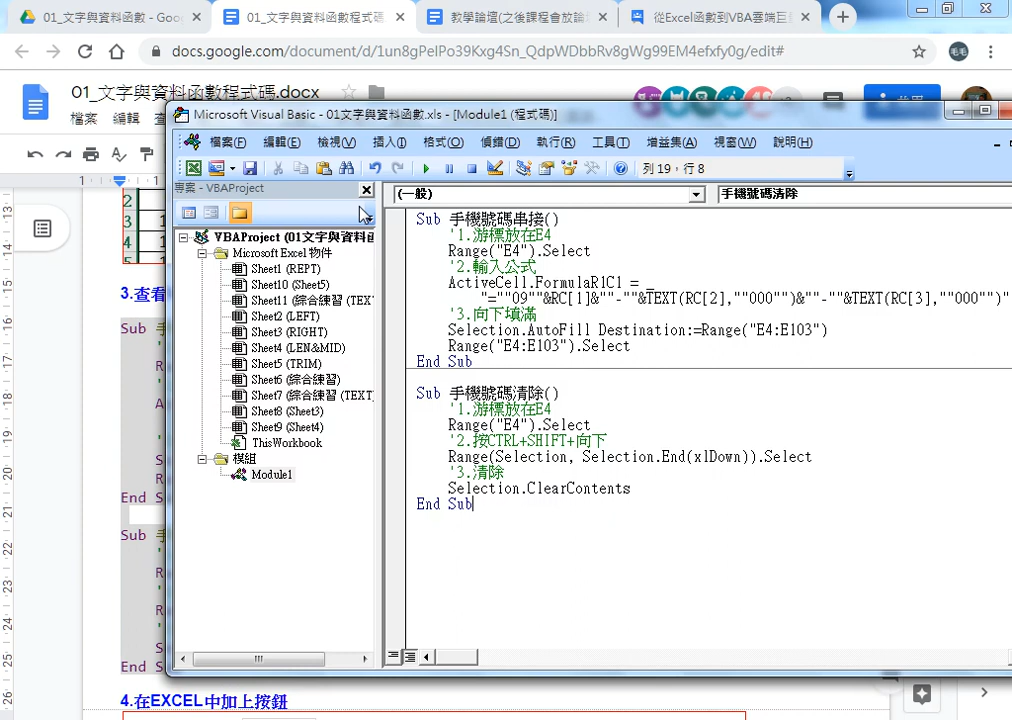 01_文字與資料函數 - Goo
01_文字與資料函數程式碼
教學論壇(之後課程會放論
從Excel函數到VBA雲端巨
docs.google.com/document/d/1un8gPelPo39Kxg4Sn_QdpWDbbRv8gWg99EM4efxfy0g/edit#
01_文字與資料函數程式碼.docx
檔案 編輯
Microsoft Visual Basic - 01文字與資料函數.xls - [Module1 (程式碼)]
檔案(F) 編輯(E) 檢視(V) 插入(I) 格式(O) 偵錯(D) 執行(R) 工具(T) 增益集(A) 視窗(W) 說明(H)
列 19，行 8
專案 - VBAProject
(一般)
手機號碼清除
VBAProject (01文字與資料函
Microsoft Excel 物件
Sheet1 (REPT)
Sheet10 (Sheet5)
Sheet11 (綜合練習 (TEXT
Sheet2 (LEFT)
Sheet3 (RIGHT)
Sheet4 (LEN&MID)
Sheet5 (TRIM)
Sheet6 (綜合練習)
Sheet7 (綜合練習 (TEXT)
Sheet8 (Sheet3)
Sheet9 (Sheet4)
ThisWorkbook
模組
Module1
Sub 手機號碼串接()
'1.游標放在E4
Range("E4").Select
'2.輸入公式
ActiveCell.FormulaR1C1 = _
"=""09""&RC[1]&""-""&TEXT(RC[2],""000"")&""-""&TEXT(RC[3],""000"")"
'3.向下填滿
Selection.AutoFill Destination:=Range("E4:E103")
Range("E4:E103").Select
End Sub
Sub 手機號碼清除()
'1.游標放在E4
Range("E4").Select
'2.按CTRL+SHIFT+向下
Range(Selection, Selection.End(xlDown)).Select
'3.清除
Selection.ClearContents
End Sub
3.查看
Sub 手
End S
Sub 手
End S
4.在EXCEL中加上按鈕